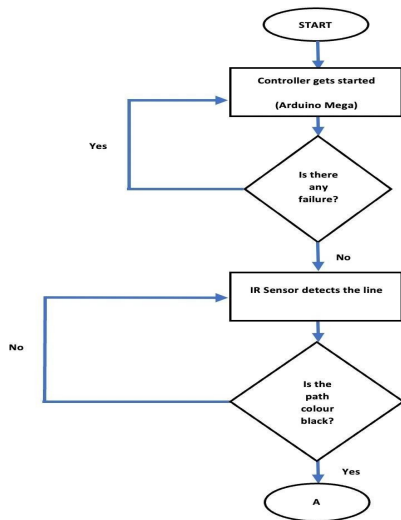 START
Controller gets started
(Arduino Mega)
Yes
Is there
any
failure?
No
IR Sensor detects the line
No
Is the
path
colour
black?
Yes
A